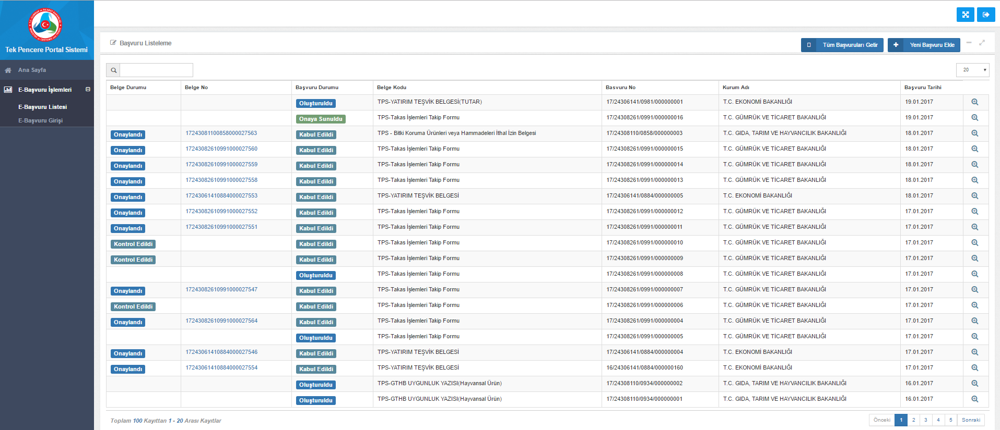 T.C. GÜMRÜK VE TİCARET BAKANLIĞI
MINISTRY of CUSTOMS and TRADE
Tek Pencere Portal Sistemi
Ana Sayfa
E-Başvuru İşlemleri
E-Başvuru Listesi
E-Başvuru Girişi
Başvuru Listeleme
Tüm Başvuruları Getir
Yeni Başvuru Ekle
20
Belge Durumu Belge No Başvuru Durumu Belge Kodu Basvuru No Kurum Adı Başvuru Tarihi
Oluşturuldu TPS-YATIRIM TEŞVİK BELGESİ(TUTAR) 17/24306141/0981/000000001 T.C. EKONOMİ BAKANLIĞI 19.01.2017
Onaya Sunuldu TPS-Takas İşlemleri Takip Formu 17/24308261/0991/000000016 T.C. GÜMRÜK VE TİCARET BAKANLIĞI 19.01.2017
Onaylandı 17243081100858000027563 Kabul Edildi TPS - Bitki Koruma Ürünleri veya Hammadeleri İthal İzin Belgesi 17/24308110/0858/000000003 T.C. GIDA, TARIM VE HAYVANCILIK BAKANLIĞI 18.01.2017
Onaylandı 17243082610991000027560 Kabul Edildi TPS-Takas İşlemleri Takip Formu 17/24308261/0991/000000015 T.C. GÜMRÜK VE TİCARET BAKANLIĞI 18.01.2017
Onaylandı 17243082610991000027559 Kabul Edildi TPS-Takas İşlemleri Takip Formu 17/24308261/0991/000000014 T.C. GÜMRÜK VE TİCARET BAKANLIĞI 18.01.2017
Onaylandı 17243082610991000027558 Kabul Edildi TPS-Takas İşlemleri Takip Formu 17/24308261/0991/000000013 T.C. GÜMRÜK VE TİCARET BAKANLIĞI 18.01.2017
Onaylandı 17243061410884000027553 Kabul Edildi TPS-YATIRIM TEŞVİK BELGESİ 17/24306141/0884/000000005 T.C. EKONOMİ BAKANLIĞI 18.01.2017
Onaylandı 17243082610991000027552 Kabul Edildi TPS-Takas İşlemleri Takip Formu 17/24308261/0991/000000012 T.C. GÜMRÜK VE TİCARET BAKANLIĞI 17.01.2017
Onaylandı 17243082610991000027551 Kabul Edildi TPS-Takas İşlemleri Takip Formu 17/24308261/0991/000000011 T.C. GÜMRÜK VE TİCARET BAKANLIĞI 17.01.2017
Kontrol Edildi Kabul Edildi TPS-Takas İşlemleri Takip Formu 17/24308261/0991/000000010 T.C. GÜMRÜK VE TİCARET BAKANLIĞI 17.01.2017
Kontrol Edildi Kabul Edildi TPS-Takas İşlemleri Takip Formu 17/24308261/0991/000000009 T.C. GÜMRÜK VE TİCARET BAKANLIĞI 17.01.2017
Oluşturuldu TPS-Takas İşlemleri Takip Formu 17/24308261/0991/000000008 T.C. GÜMRÜK VE TİCARET BAKANLIĞI 17.01.2017
Onaylandı 17243082610991000027547 Kabul Edildi TPS-Takas İşlemleri Takip Formu 17/24308261/0991/000000007 T.C. GÜMRÜK VE TİCARET BAKANLIĞI 17.01.2017
Kontrol Edildi Kabul Edildi TPS-Takas İşlemleri Takip Formu 17/24308261/0991/000000006 T.C. GÜMRÜK VE TİCARET BAKANLIĞI 17.01.2017
Onaylandı 17243082610991000027564 Kabul Edildi TPS-Takas İşlemleri Takip Formu 17/24308261/0991/000000004 T.C. GÜMRÜK VE TİCARET BAKANLIĞI 17.01.2017
Oluşturuldu TPS-Takas İşlemleri Takip Formu 17/24308261/0991/000000005 T.C. GÜMRÜK VE TİCARET BAKANLIĞI 17.01.2017
Onaylandı 17243061410884000027546 Kabul Edildi TPS-YATIRIM TEŞVİK BELGESİ 17/24306141/0884/000000004 T.C. EKONOMİ BAKANLIĞI 17.01.2017
Onaylandı 17243061410884000027554 Kabul Edildi TPS-YATIRIM TEŞVİK BELGESİ 16/24306141/0884/000000160 T.C. EKONOMİ BAKANLIĞI 17.01.2017
Oluşturuldu TPS-GTHB UYGUNLUK YAZISI(Hayvansal Ürün) 17/24308110/0934/000000002 T.C. GIDA, TARIM VE HAYVANCILIK BAKANLIĞI 16.01.2017
Oluşturuldu TPS-GTHB UYGUNLUK YAZISI(Hayvansal Ürün) 17/24308110/0934/000000001 T.C. GIDA, TARIM VE HAYVANCILIK BAKANLIĞI 16.01.2017
Toplam 100 Kayıttan 1 - 20 Arası Kayıtlar
Önceki 1 2 3 4 5 Sonraki